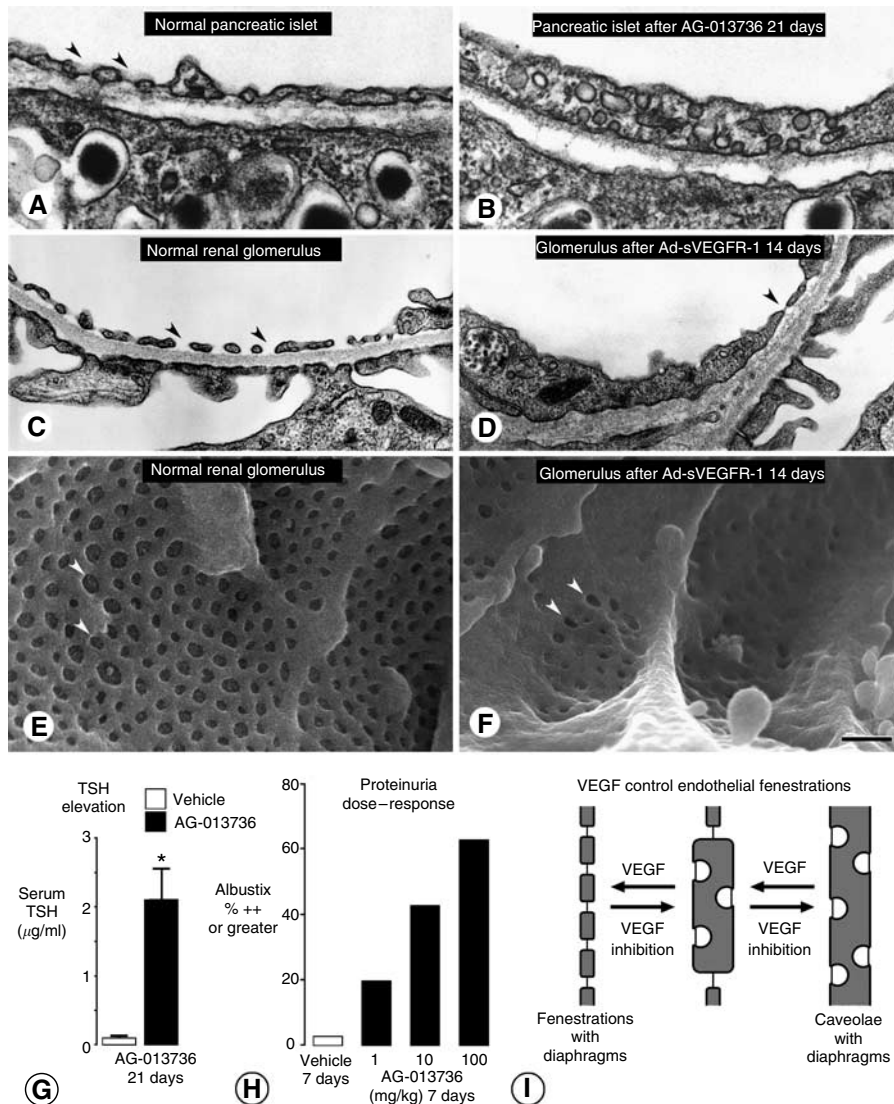 Normal pancreatic islet
A
Pancreatic islet after AG-013736 21 days
B
Normal renal glomerulus
C
Glomerulus after Ad-sVEGFR-1 14 days
D
Normal renal glomerulus
E
Glomerulus after Ad-sVEGFR-1 14 days
F
TSH
elevation
Vehicle
AG-013736
3
2
1
0
Serum
TSH
(μg/ml)
*
AG-013736
21 days
G
Proteinuria
dose–response
80
60
40
20
0
Albustix
% ++
or greater
Vehicle
7 days
1 10 100
AG-013736
(mg/kg) 7 days
H
VEGF control endothelial fenestrations
VEGF
VEGF
inhibition
VEGF
VEGF
inhibition
Fenestrations
with
diaphragms
Caveolae
with
diaphragms
I